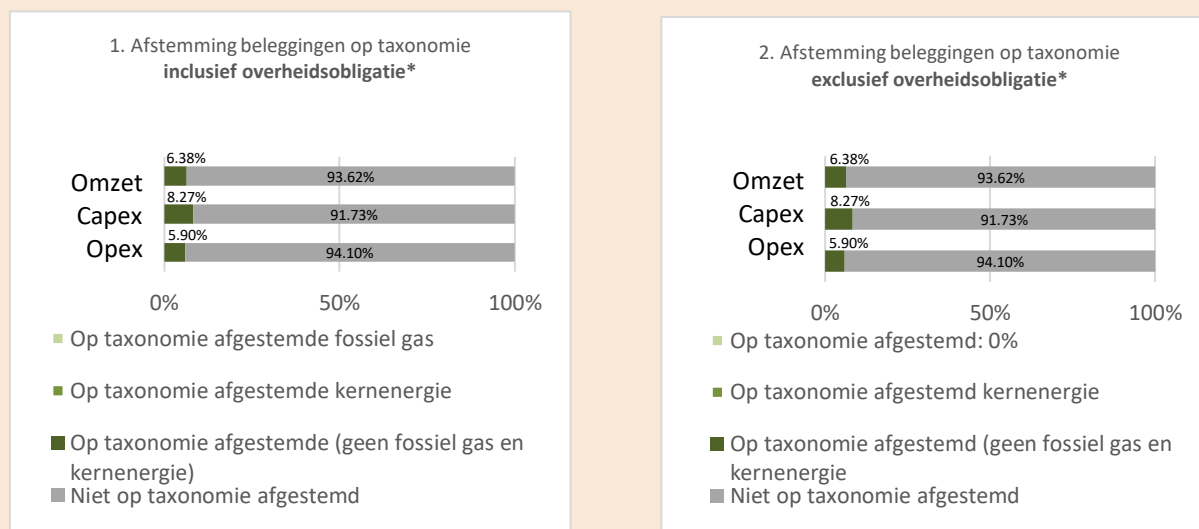 1. Afstemming beleggingen op taxonomie
inclusief overheidsobligatie*
6.38%
Omzet
93.62%
8.27%
Capex
91.73%
5.90%
Opex
94.10%
0%
50%
100%
Op taxonomie afgestemde fossiel gas
Op taxonomie afgestemde kernenergie
Op taxonomie afgestemde (geen fossiel gas en
kernenergie)
Niet op taxonomie afgestemd
2. Afstemming beleggingen op taxonomie
exclusief overheidsobligatie*
6.38%
Omzet
93.62%
8.27%
Capex
91.73%
5.90%
Opex
94.10%
0%
50%
100%
Op taxonomie afgestemd: 0%
Op taxonomie afgestemd kernenergie
Op taxonomie afgestemd (geen fossiel gas en
kernenergie
Niet op taxonomie afgestemd